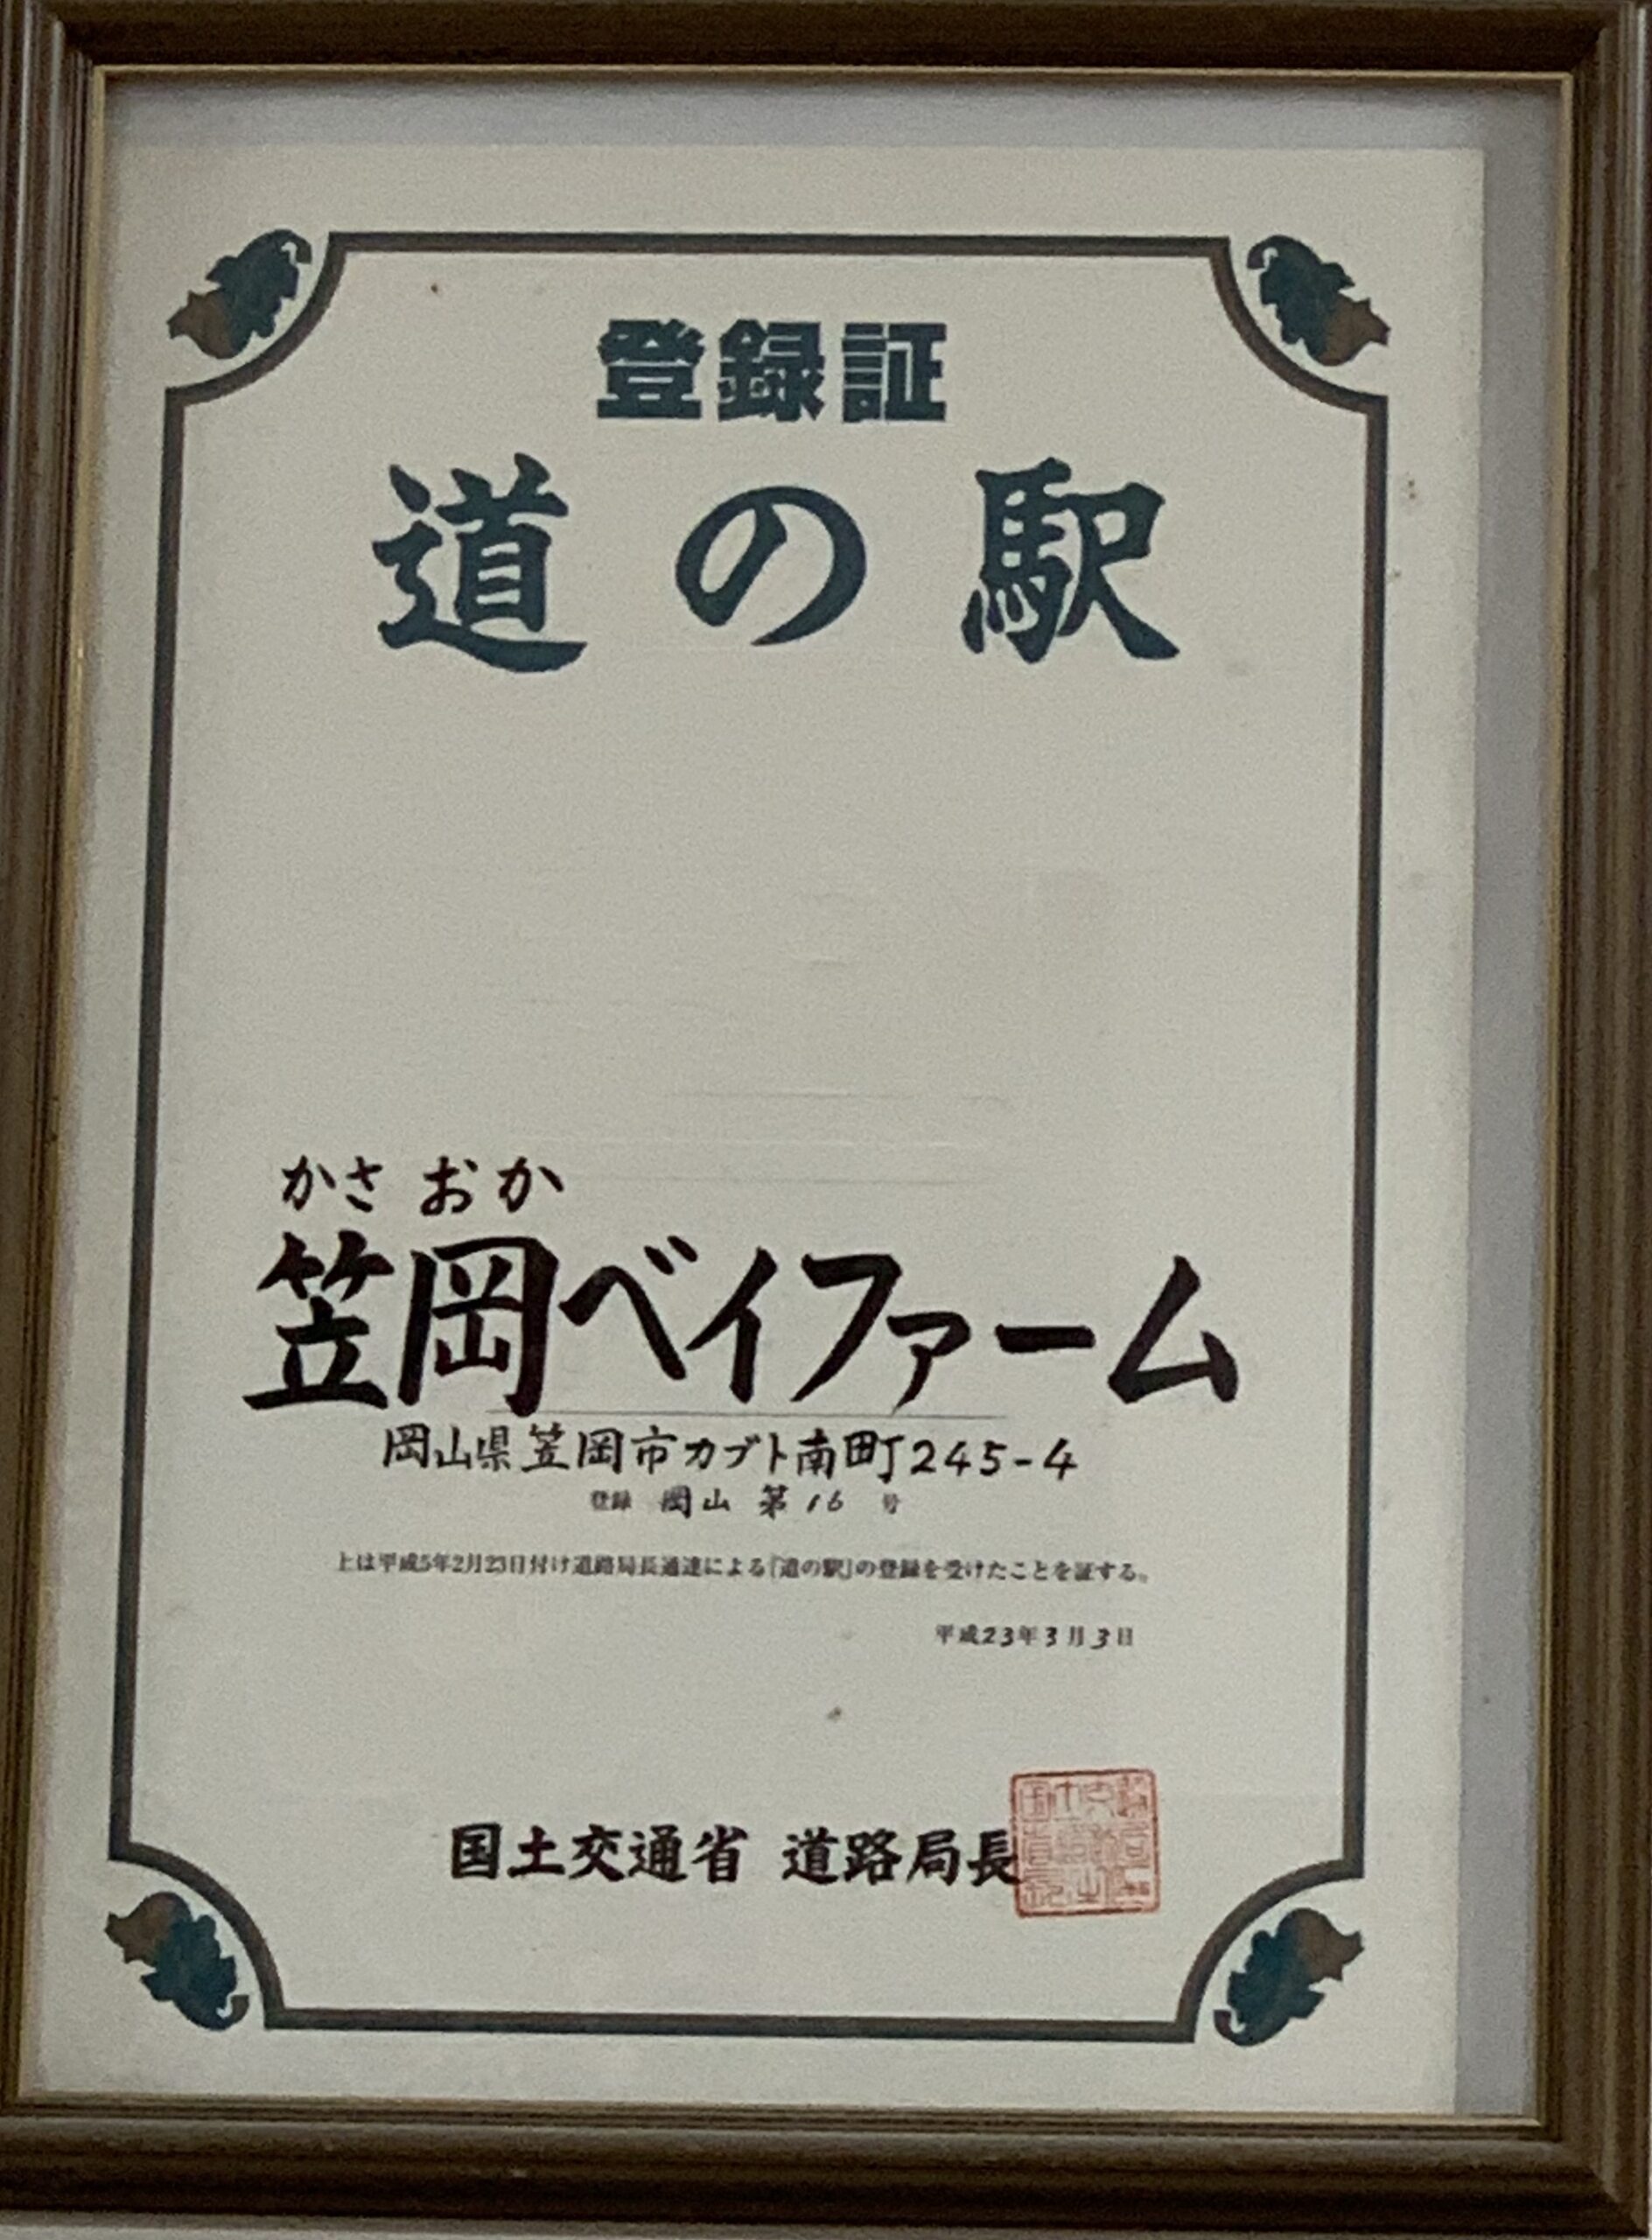 登録証
道の駅
かさおか
笠岡ベイファーム
岡山県笠岡市カブト南町245-4
登録 岡山 第16 号
上は平成5年2月23日付け道路局長通達による「道の駅」の登録を受けたことを証する。
平成23年3月3日
国土交通省 道路局長